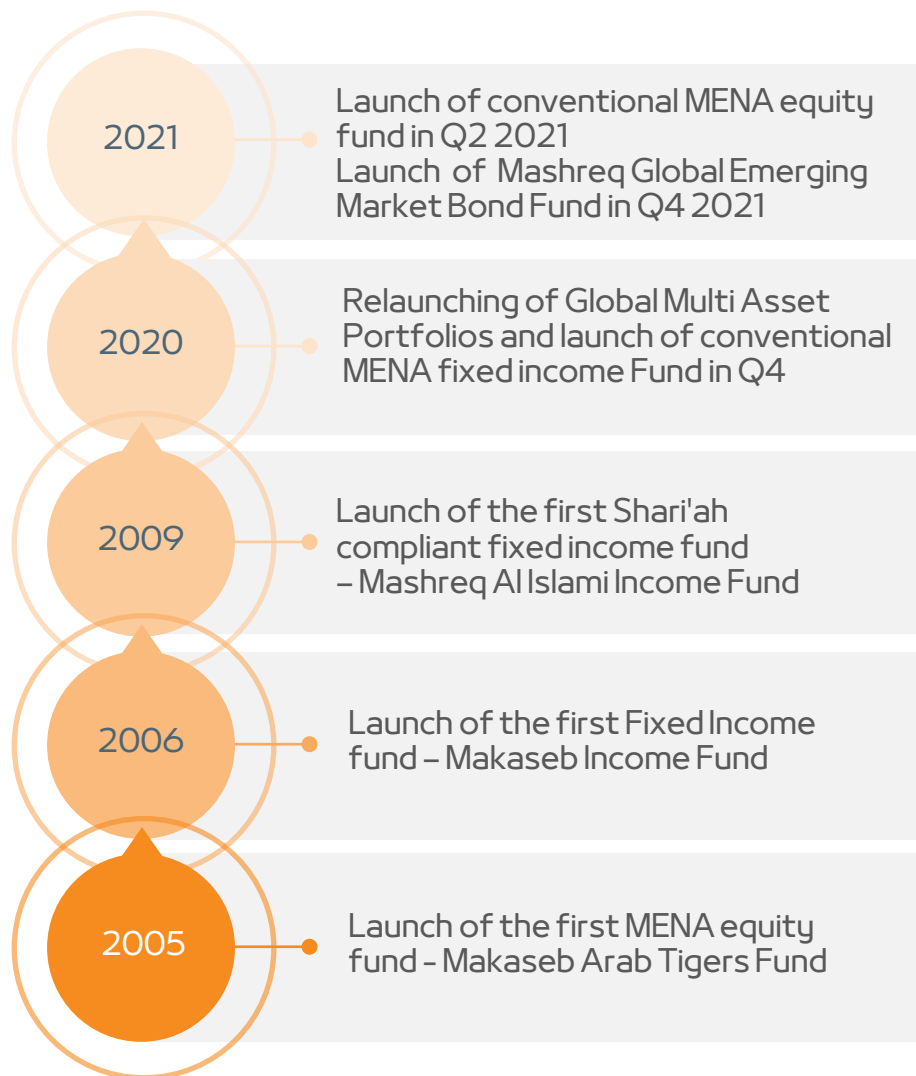 2021
Launch of conventional MENA equity
fund in Q2 2021
Launch of Mashreq Global Emerging
Market Bond Fund in Q4 2021
2020
Relaunching of Global Multi Asset
Portfolios and launch of conventional
MENA fixed income Fund in Q4
2009
Launch of the first Shari'ah
compliant fixed income fund
– Mashreq Al Islami Income Fund
2006
Launch of the first Fixed Income
fund – Makaseb Income Fund
2005
Launch of the first MENA equity
fund - Makaseb Arab Tigers Fund